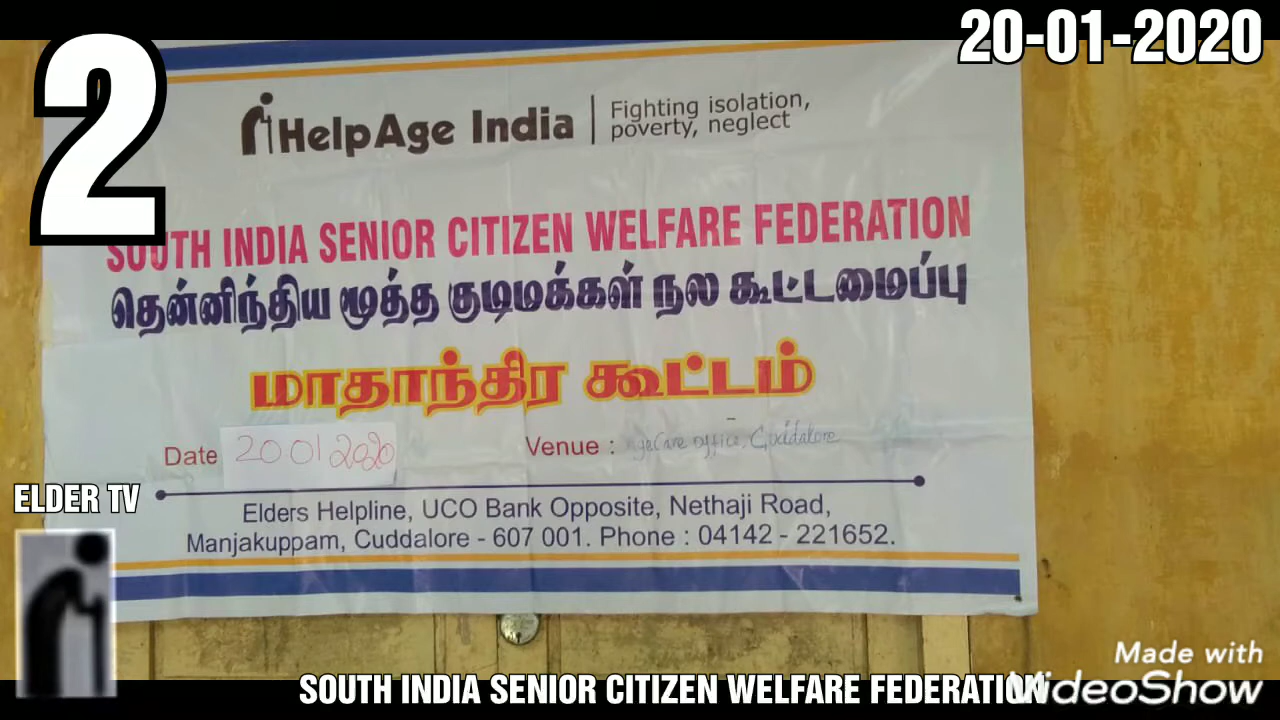 2
20-01-2020
HelpAge India
Fighting isolation,
poverty, neglect
SOUTH INDIA SENIOR CITIZEN WELFARE FEDERATION
தென்னிந்திய மூத்த குடிமக்கள் நல கூட்டமைப்பு
மாதாந்திர கூட்டம்
Date 20 01 2020 Venue : office, Cuddalore
ELDER TV
Elders Helpline, UCO Bank Opposite, Nethaji Road,
Manjakuppam, Cuddalore - 607 001. Phone : 04142 - 221652.
Made with
VideoShow
SOUTH INDIA SENIOR CITIZEN WELFARE FEDERATION